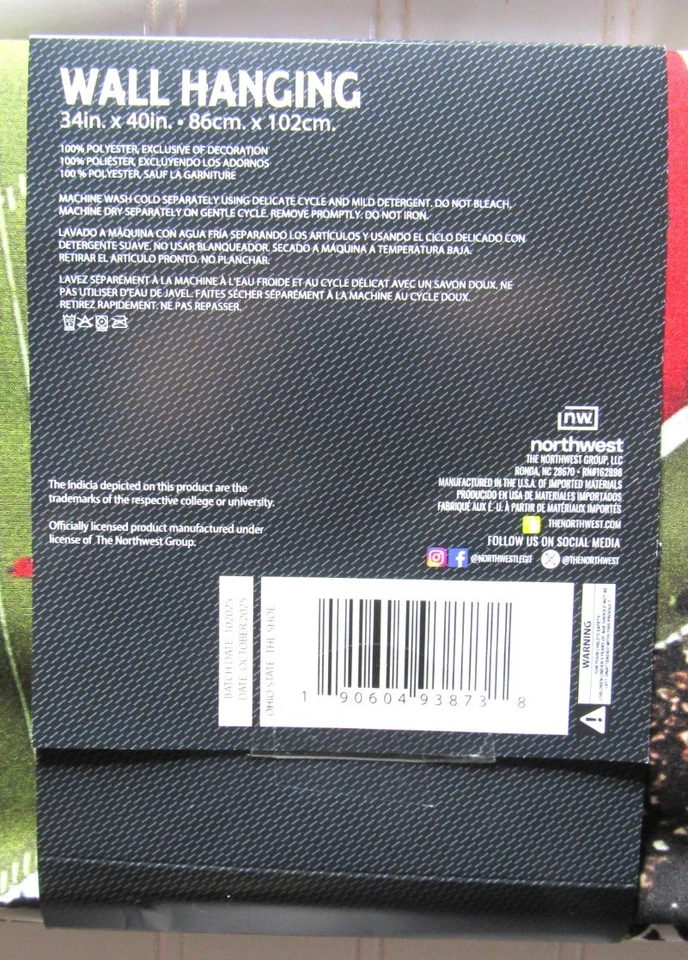 WALL HANGING
34in. x 40in. • 86cm. x 102cm.
100% POLYESTER, EXCLUSIVE OF DECORATION
100% POLIÉSTER, EXCLUYENDO LOS ADORNOS
100 % POLYESTER, SAUF LA GARNITURE
MACHINE WASH COLD SEPARATELY USING DELICATE CYCLE AND MILD DETERGENT. DO NOT BLEACH.
MACHINE DRY SEPARATELY ON GENTLE CYCLE. REMOVE PROMPTLY. DO NOT IRON.
LAVADO A MÁQUINA CON AGUA FRÍA SEPARANDO LOS ARTÍCULOS Y USANDO EL CICLO DELICADO CON
DETERGENTE SUAVE. NO USAR BLANQUEADOR. SECADO A MÁQUINA A TEMPERATURA BAJA.
RETIRAR EL ARTÍCULO PRONTO. NO PLANCHAR.
LAVEZ SÉPARÉMENT À LA MACHINE À L'EAU FROIDE ET AU CYCLE DÉLICAT AVEC UN SAVON DOUX. NE
PAS UTILISER D'EAU DE JAVEL. FAITES SÉCHER SÉPARÉMENT À LA MACHINE AU CYCLE DOUX.
RETIREZ RAPIDEMENT. NE PAS REPASSER.
nw
northwest
THE NORTHWEST GROUP, LLC
RONDA, NC 28670 • RN#162898
MANUFACTURED IN THE U.S.A. OF IMPORTED MATERIALS
PRODUCIDO EN USA DE MATERIALES IMPORTADOS
FABRIQUÉ AUX É.-U. À PARTIR DE MATÉRIAUX IMPORTÉS
THENORTHWEST.COM
FOLLOW US ON SOCIAL MEDIA
@NORTHWESTLEGIT @THENORTHWEST
The indicia depicted on this product are the
trademarks of the respective college or university.
Officially licensed product manufactured under
license of The Northwest Group.
BATCH DATE: 102025
DATE: OCTOBER 2025
OHIO STATE THE SHOE
1 90604 93873 8
WARNING